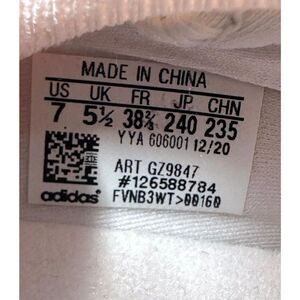 MADE IN CHINA
US UK FR JP CHN
7 5½ 38⅔ 240 235
YYA 606001 12/20
ART GZ9847
#126588784
adidas® FVNB3WT>00160